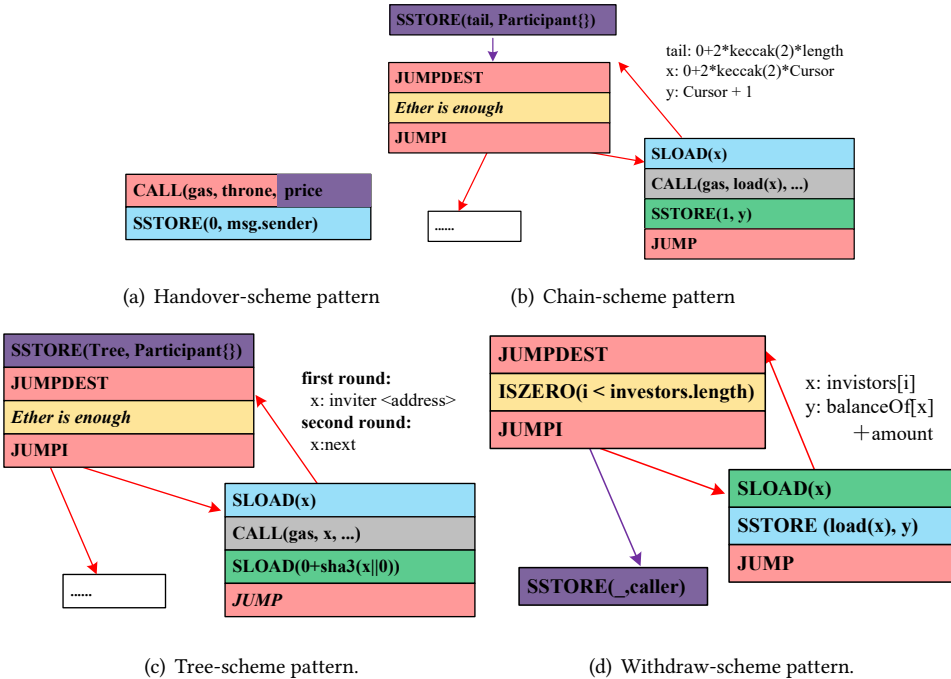 CALL(gas, throne, price
SSTORE(0, msg.sender)
(a) Handover-scheme pattern
SSTORE(tail, Participant{})
tail: 0+2*keccak(2)*length
x: 0+2*keccak(2)*Cursor
y: Cursor + 1
JUMPDEST
Ether is enough
JUMPI
SLOAD(x)
CALL(gas, load(x), ...)
SSTORE(1, y)
JUMP
......
(b) Chain-scheme pattern
SSTORE(Tree, Participant{})
JUMPDEST
Ether is enough
JUMPI
first round:
x: inviter <address>
second round:
x:next
SLOAD(x)
CALL(gas, x, ...)
SLOAD(0+sha3(x||0))
JUMP
......
(c) Tree-scheme pattern.
JUMPDEST
ISZERO(i < investors.length)
JUMPI
x: invistors[i]
y: balanceOf[x]
+amount
SLOAD(x)
SSTORE (load(x), y)
JUMP
SSTORE(_,caller)
(d) Withdraw-scheme pattern.